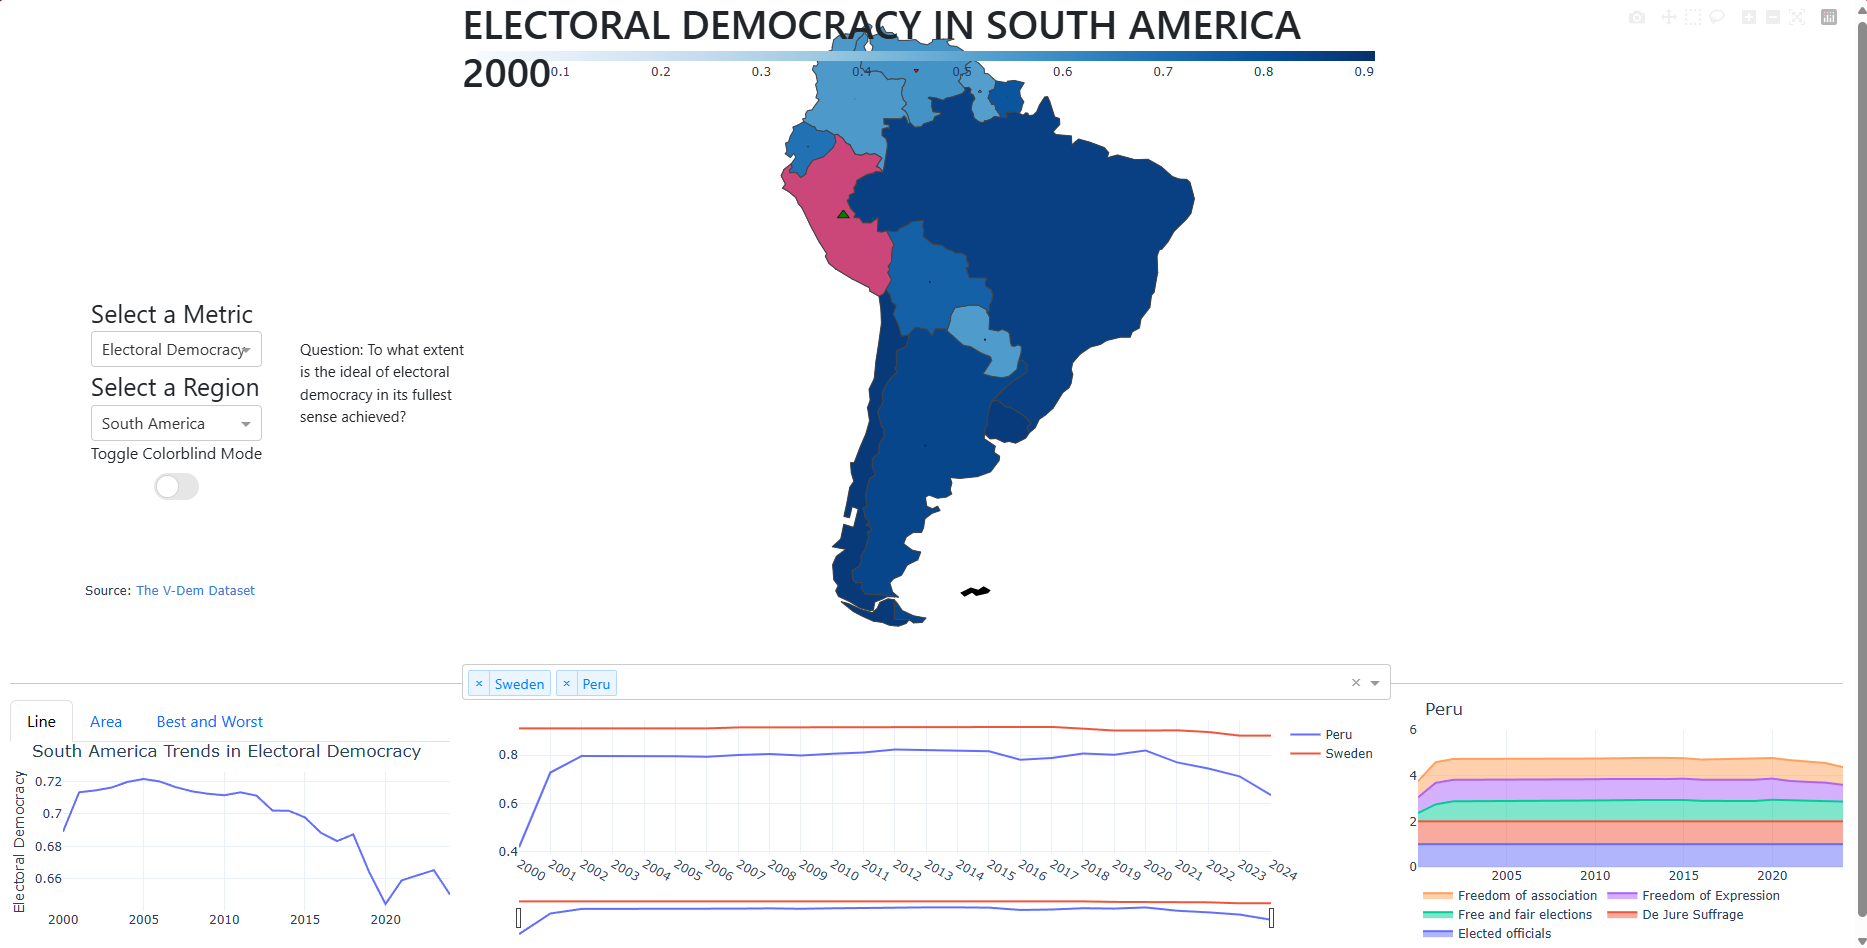 ELECTORAL DEMOCRACY IN SOUTH AMERICA
2000
0.1 0.2 0.3 0.4 0.5 0.6 0.7 0.8 0.9
Select a Metric
Electoral Democracy
Select a Region
South America
Toggle Colorblind Mode
Question: To what extent
is the ideal of electoral
democracy in its fullest
sense achieved?
Source: The V-Dem Dataset
× Sweden × Peru ×
Line Area Best and Worst
South America Trends in Electoral Democracy
Electoral Democracy
0.72
0.7
0.68
0.66
2000 2005 2010 2015 2020
0.8
0.6
0.4
2000 2001 2002 2003 2004 2005 2006 2007 2008 2009 2010 2011 2012 2013 2014 2015 2016 2017 2018 2019 2020 2021 2022 2023 2024
Peru
Sweden
Peru
6
4
2
0
2005 2010 2015 2020
Freedom of association Freedom of Expression
Free and fair elections De Jure Suffrage
Elected officials